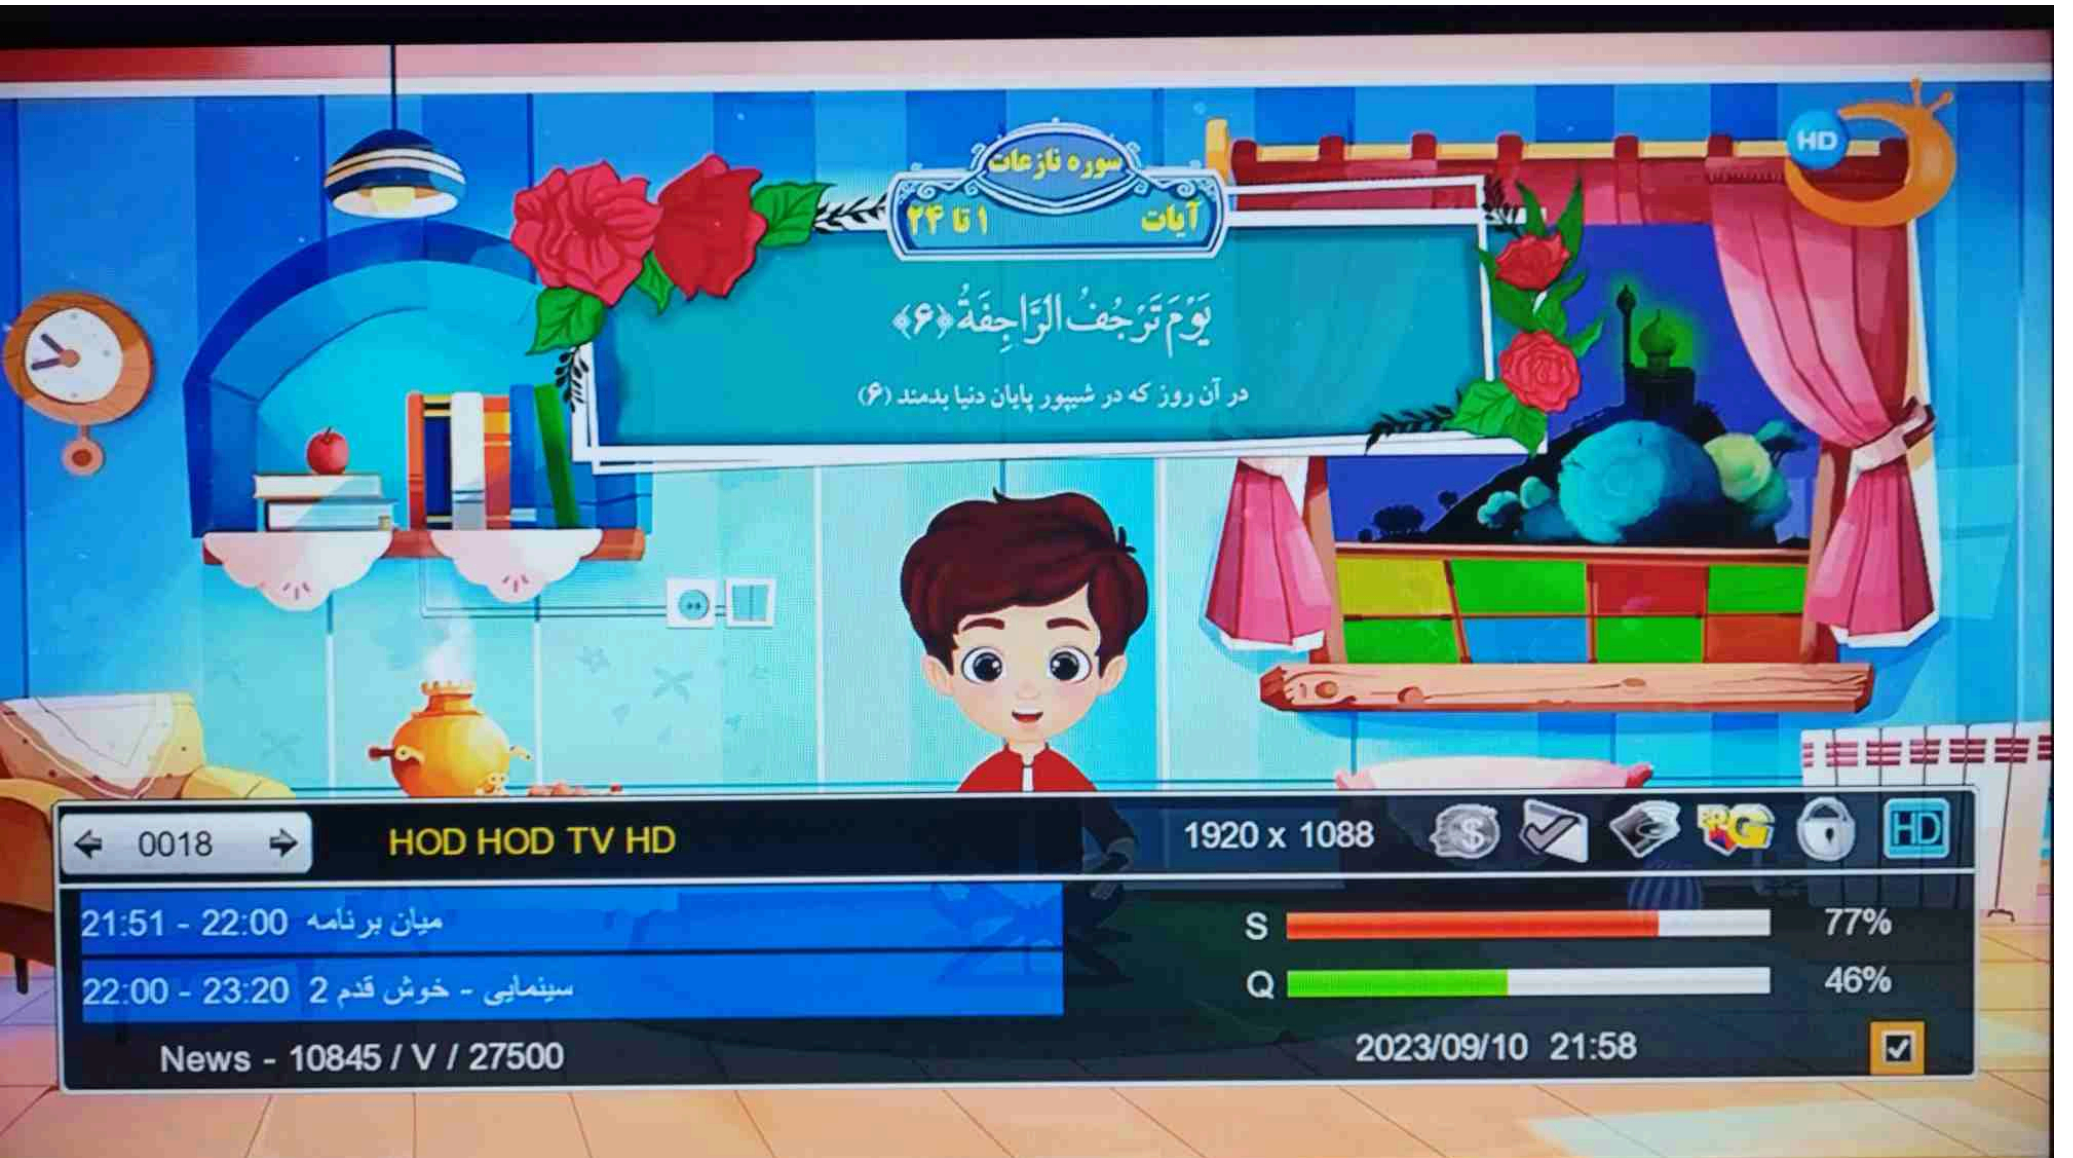 سوره نازعات
آیات ۱ تا ۲۴
HD
یَوْمَ تَرْجُفُ الرَّاجِفَةُ ﴿۶﴾
در آن روز که در شیپور پایان دنیا بدمند (۶)
0018 HOD HOD TV HD 1920 x 1088 HD
21:51 - 22:00 میان برنامه
S 77%
22:00 - 23:20 سینمایی - خوش قدم 2
Q 46%
News - 10845 / V / 27500
2023/09/10 21:58